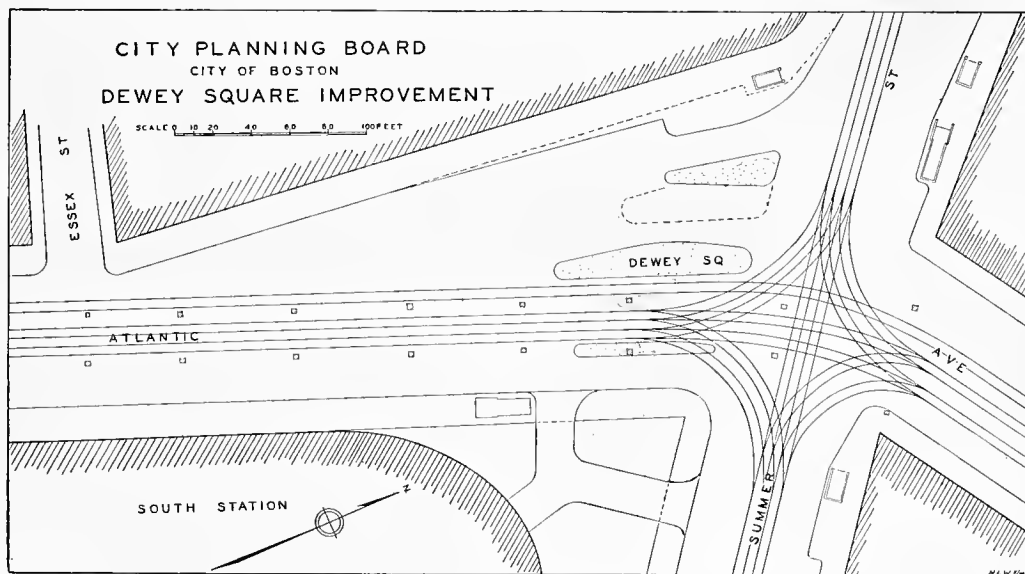 CITY PLANNING BOARD
CITY OF BOSTON
DEWEY SQUARE IMPROVEMENT
SCALE 0 10 20 40 60 80 100 FEET
ESSEX ST
ST
DEWEY SQ
ATLANTIC
A-V-E
SOUTH STATION
Z
SUMMER